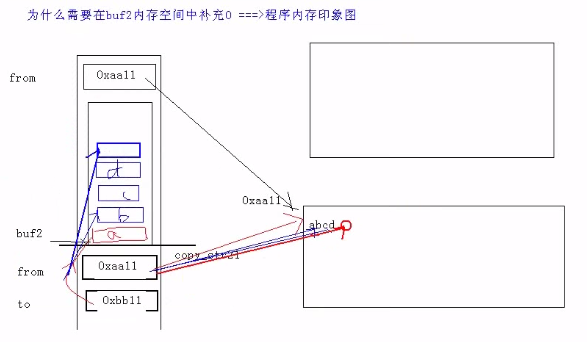 为什么需要在buf2内存空间中补充0 ===>程序内存印象图
from
0xaa11
d
c
b
a
0xaa11
abcd
0
buf2
copy_str21
from
0xaa11
to
0xbb11